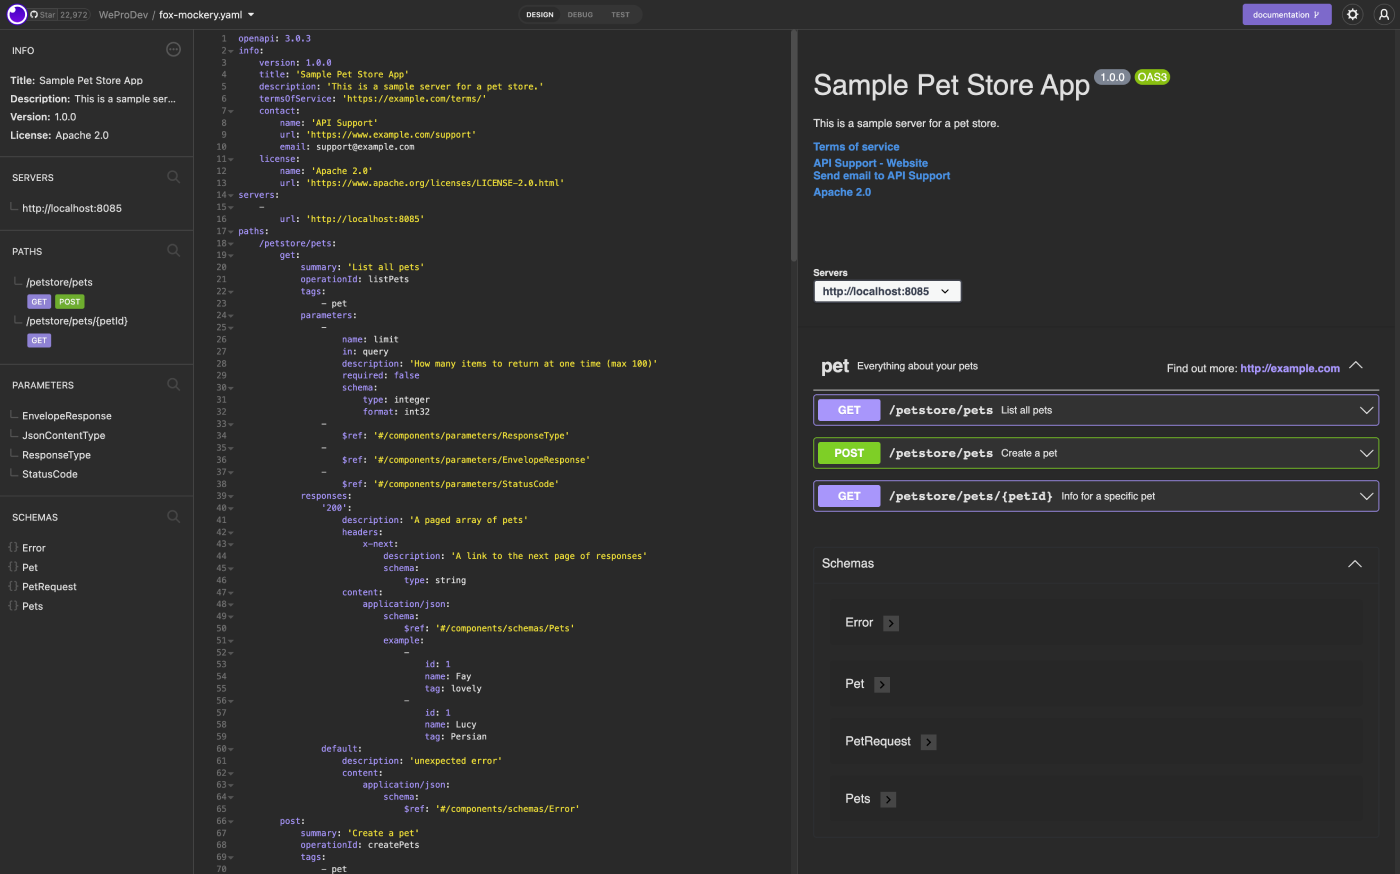 Star 22,972 WeProDev / fox-mockery.yaml
DESIGN DEBUG TEST
documentation
INFO
Title: Sample Pet Store App
Description: This is a sample ser...
Version: 1.0.0
License: Apache 2.0
SERVERS
http://localhost:8085
PATHS
/petstore/pets
GET POST
/petstore/pets/{petId}
GET
PARAMETERS
EnvelopeResponse
JsonContentType
ResponseType
StatusCode
SCHEMAS
{} Error
{} Pet
{} PetRequest
{} Pets
1 openapi: 3.0.3
2 info:
3 version: 1.0.0
4 title: 'Sample Pet Store App'
5 description: 'This is a sample server for a pet store.'
6 termsOfService: 'https://example.com/terms/'
7 contact:
8 name: 'API Support'
9 url: 'https://www.example.com/support'
10 email: support@example.com
11 license:
12 name: 'Apache 2.0'
13 url: 'https://www.apache.org/licenses/LICENSE-2.0.html'
14 servers:
15 -
16 url: 'http://localhost:8085'
17 paths:
18 /petstore/pets:
19 get:
20 summary: 'List all pets'
21 operationId: listPets
22 tags:
23 - pet
24 parameters:
25 -
26 name: limit
27 in: query
28 description: 'How many items to return at one time (max 100)'
29 required: false
30 schema:
31 type: integer
32 format: int32
33 -
34 $ref: '#/components/parameters/ResponseType'
35 -
36 $ref: '#/components/parameters/EnvelopeResponse'
37 -
38 $ref: '#/components/parameters/StatusCode'
39 responses:
40 '200':
41 description: 'A paged array of pets'
42 headers:
43 x-next:
44 description: 'A link to the next page of responses'
45 schema:
46 type: string
47 content:
48 application/json:
49 schema:
50 $ref: '#/components/schemas/Pets'
51 example:
52 -
53 id: 1
54 name: Fay
55 tag: lovely
56 -
57 id: 1
58 name: Lucy
59 tag: Persian
60 default:
61 description: 'unexpected error'
62 content:
63 application/json:
64 schema:
65 $ref: '#/components/schemas/Error'
66 post:
67 summary: 'Create a pet'
68 operationId: createPets
69 tags:
70 - pet
Sample Pet Store App 1.0.0 OAS3
This is a sample server for a pet store.
Terms of service
API Support - Website
Send email to API Support
Apache 2.0
Servers
http://localhost:8085
pet Everything about your pets Find out more: http://example.com
GET /petstore/pets List all pets
POST /petstore/pets Create a pet
GET /petstore/pets/{petId} Info for a specific pet
Schemas
Error
Pet
PetRequest
Pets